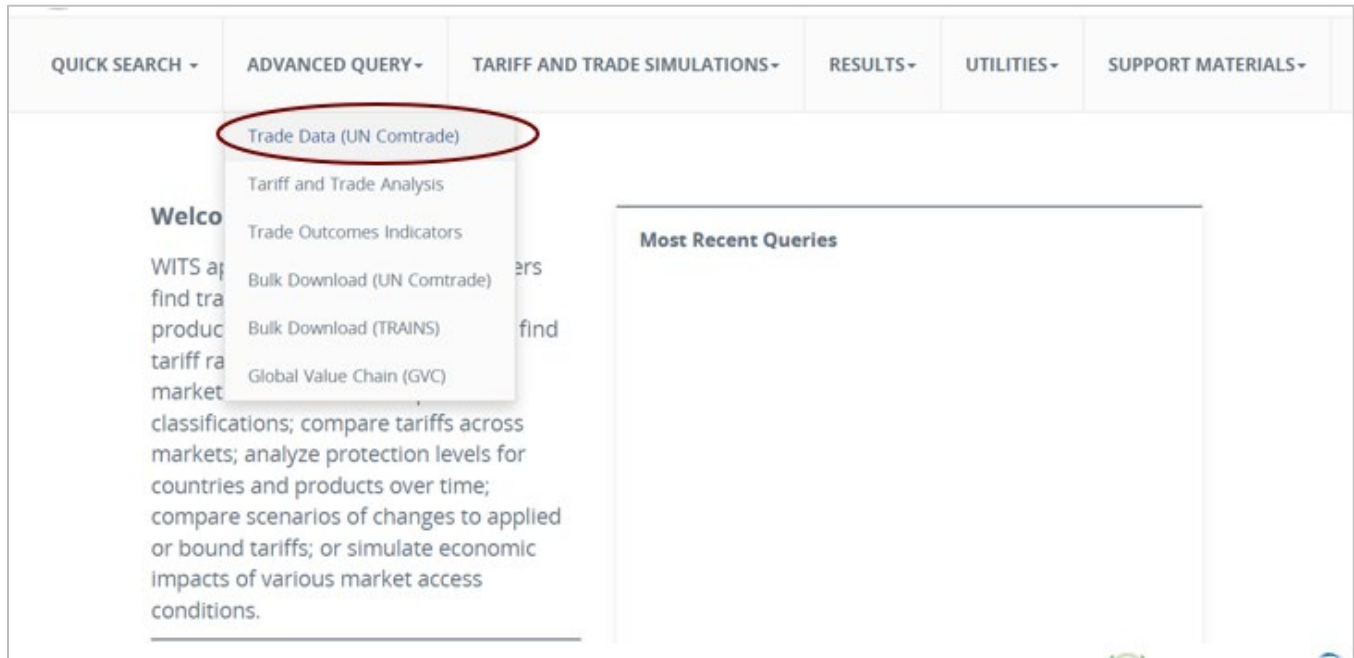 QUICK SEARCH ADVANCED QUERY TARIFF AND TRADE SIMULATIONS RESULTS UTILITIES SUPPORT MATERIALS
Trade Data (UN Comtrade)
Tariff and Trade Analysis
Trade Outcomes Indicators
Bulk Download (UN Comtrade)
Bulk Download (TRAINS)
Global Value Chain (GVC)
Welco
WITS ap ers
find tra
produc find
tariff ra
market
classifications; compare tariffs across
markets; analyze protection levels for
countries and products over time;
compare scenarios of changes to applied
or bound tariffs; or simulate economic
impacts of various market access
conditions.
Most Recent Queries